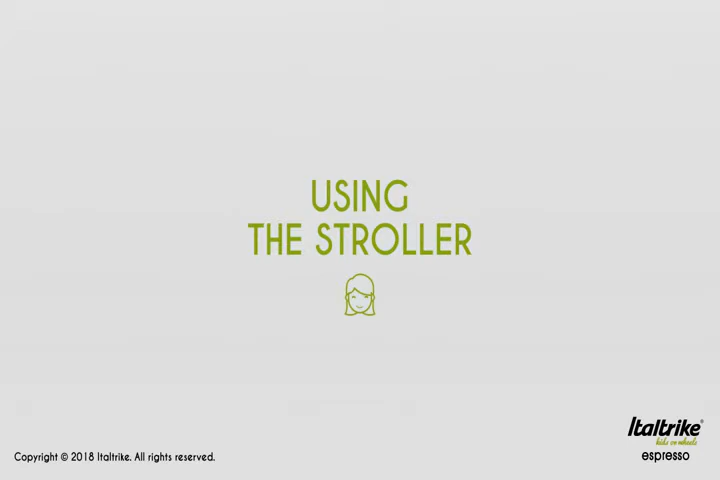 USING
THE STROLLER
Italtrike®
kids on wheels
espresso
Copyright © 2018 Italtrike. All rights reserved.